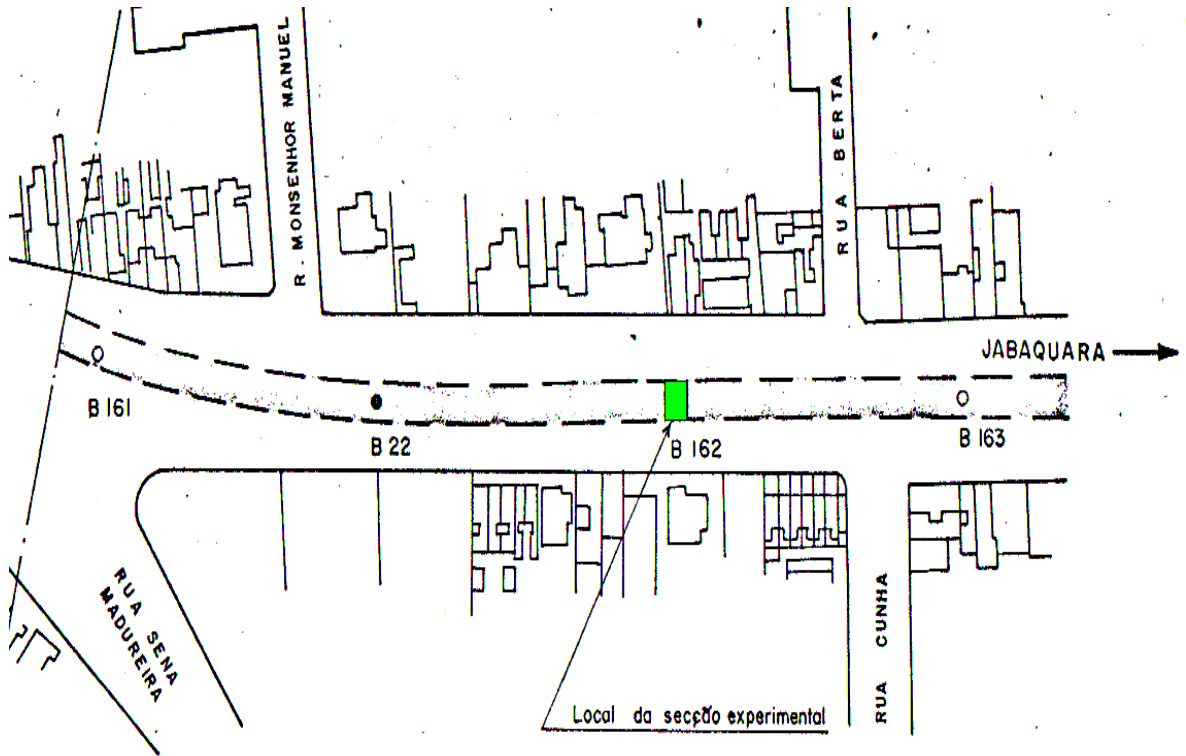 R. MONSENHOR MANUEL
RUA BERTA
JABAQUARA
B 161
B 22
B 162
B 163
RUA SENA
MADUREIRA
RUA CUNHA
Local da secção experimental